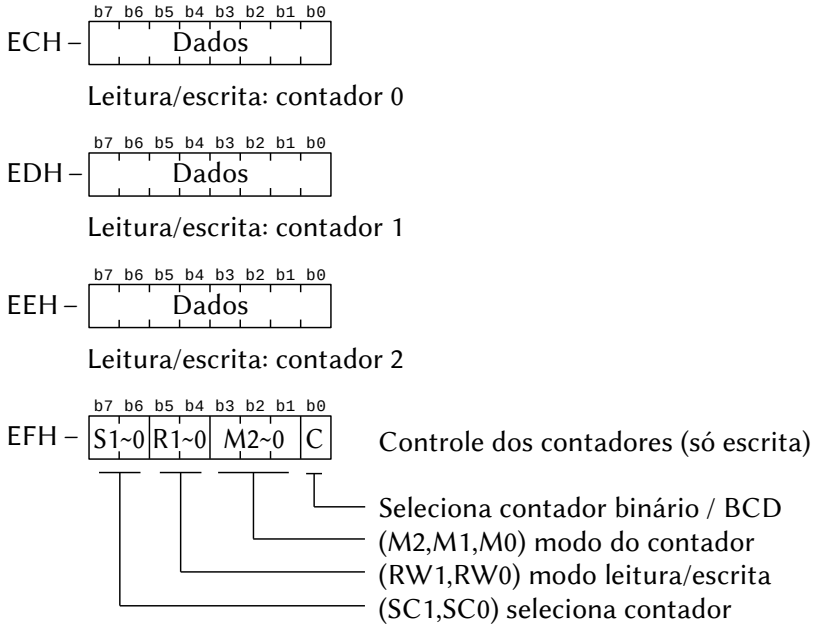 b7 b6 b5 b4 b3 b2 b1 b0
ECH – Dados
Leitura/escrita: contador 0
b7 b6 b5 b4 b3 b2 b1 b0
EDH – Dados
Leitura/escrita: contador 1
b7 b6 b5 b4 b3 b2 b1 b0
EEH – Dados
Leitura/escrita: contador 2
b7 b6 b5 b4 b3 b2 b1 b0
EFH – S1~0 R1~0 M2~0 C Controle dos contadores (só escrita)
Seleciona contador binário / BCD
(M2,M1,M0) modo do contador
(RW1,RW0) modo leitura/escrita
(SC1,SC0) seleciona contador